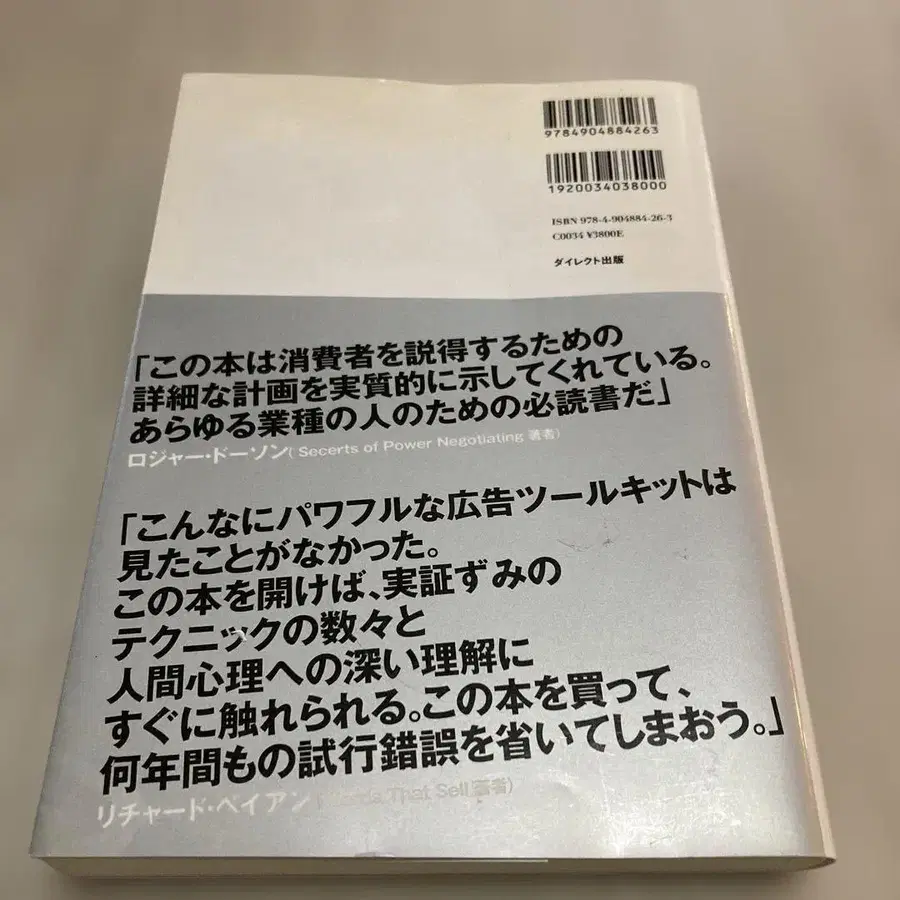 9784904884263
1920034038000
ISBN 978-4-904884-26-3
C0034 ¥3800E
ダイレクト出版
「この本は消費者を説得するための
詳細な計画を実質的に示してくれている。
あらゆる業種の人のための必読書だ」
ロジャー・ドーソン( Secerts of Power Negotiating 著者)
「こんなにパワフルな広告ツールキットは
見たことがなかった。
この本を開けば、実証ずみの
テクニックの数々と
人間心理への深い理解に
すぐに触れられる。この本を買って、
何年間もの試行錯誤を省いてしまおう。」
リチャード・ベイアン( Words That Sell 著者)